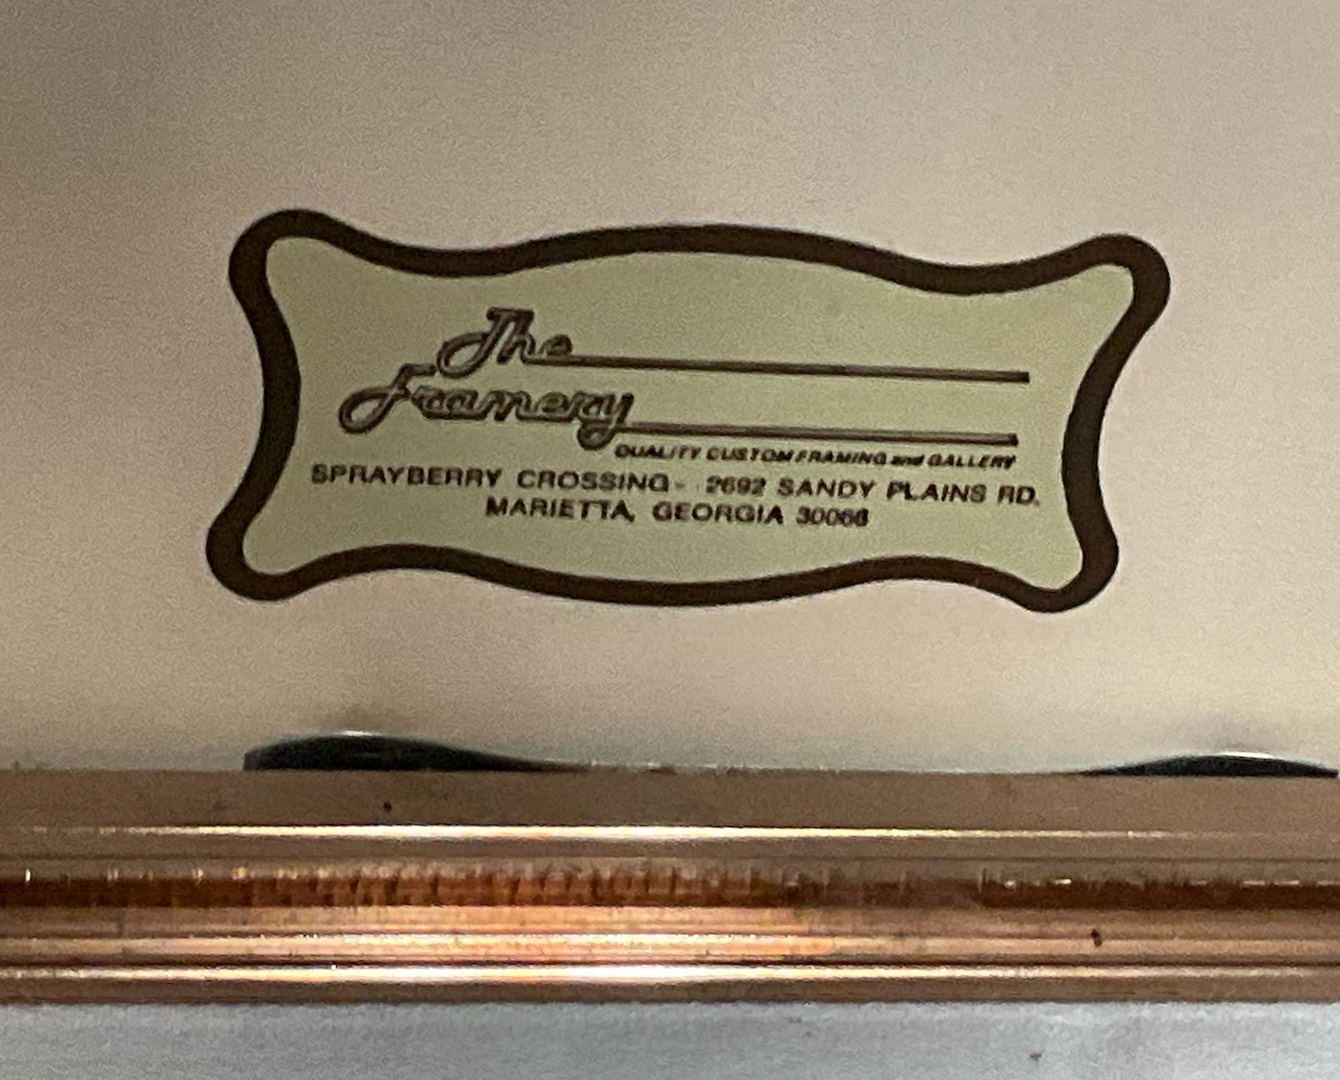 The
Framery
QUALITY CUSTOM FRAMING and GALLERY
SPRAYBERRY CROSSING - 2692 SANDY PLAINS RD.
MARIETTA, GEORGIA 30066